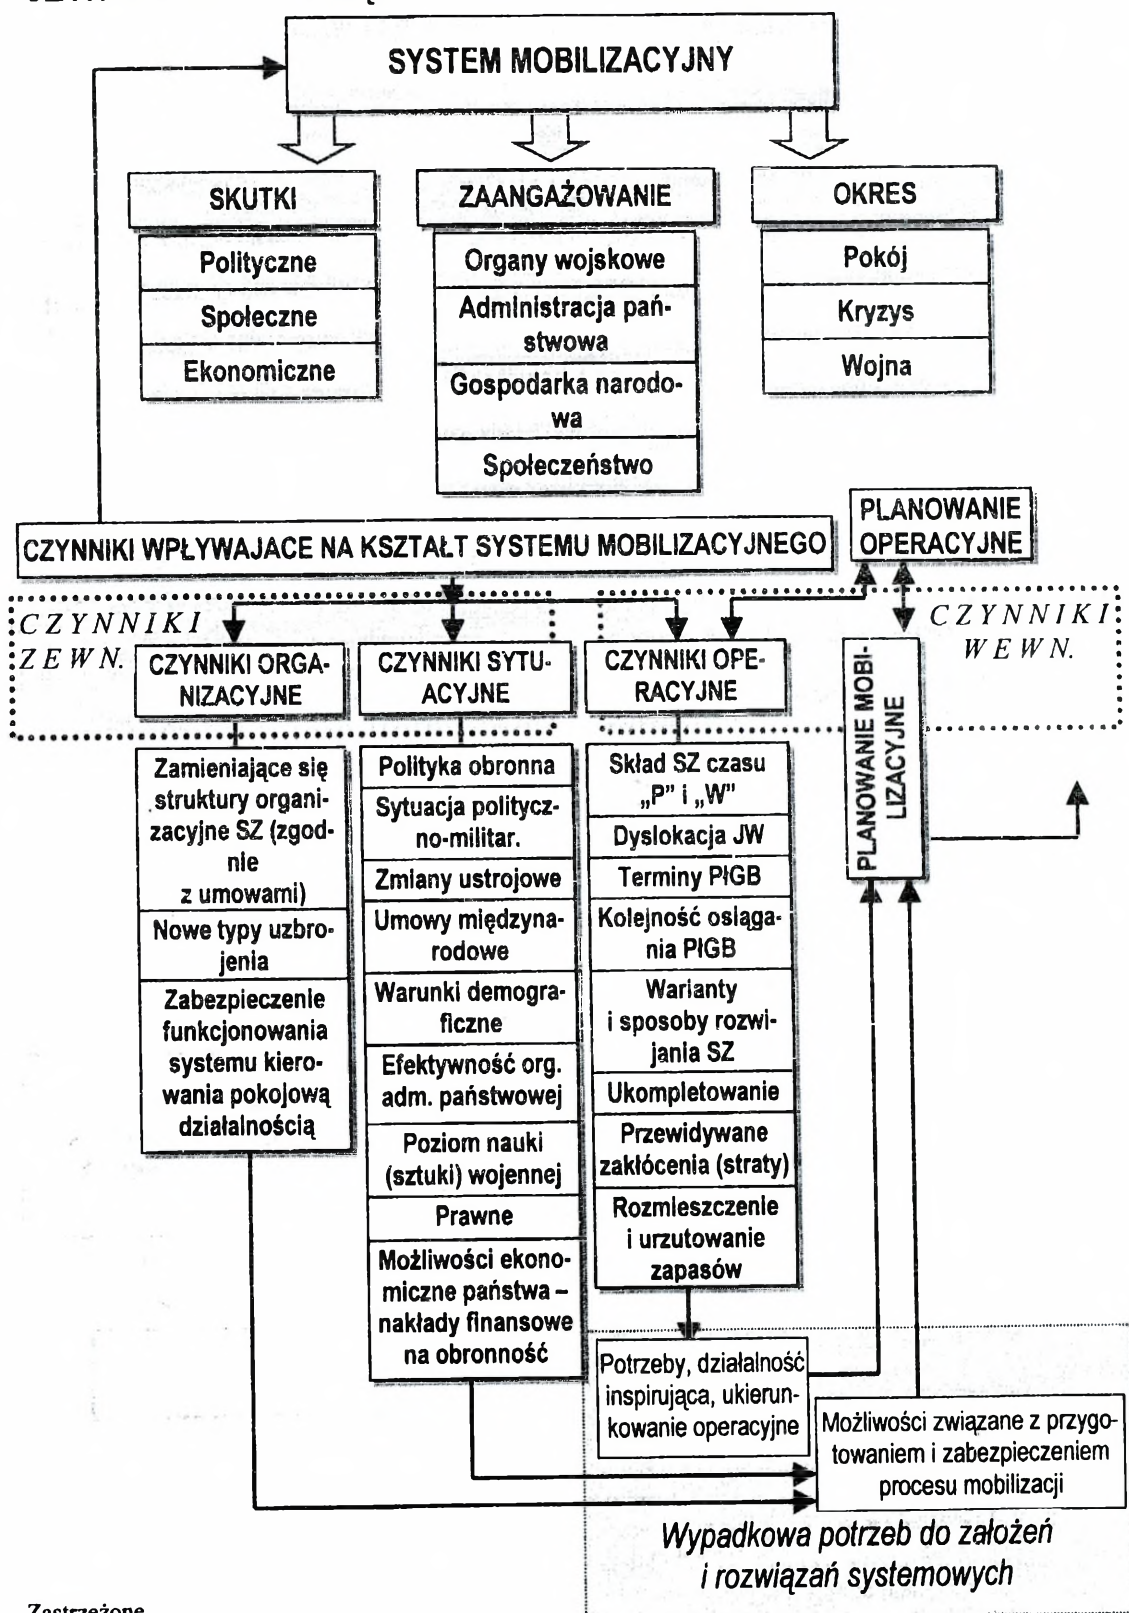 SYSTEM MOBILIZACYJNY
SKUTKI
Polityczne
Społeczne
Ekonomiczne
ZAANGAŻOWANIE
Organy wojskowe
Administracja pań-
stwowa
Gospodarka narodo-
wa
Społeczeństwo
OKRES
Pokój
Kryzys
Wojna
CZYNNIKI WPŁYWAJACE NA KSZTAŁT SYSTEMU MOBILIZACYJNEGO
PLANOWANIE
OPERACYJNE
CZYNNIKI
ZEWN.
CZYNNIKI
WEWN.
CZYNNIKI ORGA-
NIZACYJNE
Zamieniające się
struktury organi-
zacyjne SZ (zgod-
nie
z umowami)
Nowe typy uzbro-
jenia
Zabezpieczenie
funkcjonowania
systemu kiero-
wania pokojową
działalnością
CZYNNIKI SYTU-
ACYJNE
Polityka obronna
Sytuacja politycz-
no-militar.
Zmiany ustrojowe
Umowy międzyna-
rodowe
Warunki demogra-
ficzne
Efektywność org.
adm. państwowej
Poziom nauki
(sztuki) wojennej
Prawne
Możliwości ekono-
miczne państwa –
nakłady finansowe
na obronność
CZYNNIKI OPE-
RACYJNE
Skład SZ czasu
„P” i „W”
Dyslokacja JW
Terminy PłGB
Kolejność osiąga-
nia PłGB
Warianty
i sposoby rozwi-
jania SZ
Ukompletowanie
Przewidywane
zakłócenia (straty)
Rozmieszczenie
i urzutowanie
zapasów
PLANOWANIE MOBI-
LIZACYJNE
Potrzeby, działalność
inspirująca, ukierun-
kowanie operacyjne
Możliwości związane z przygo-
towaniem i zabezpieczeniem
procesu mobilizacji
Wypadkowa potrzeb do założeń
i rozwiązań systemowych
Zastrzeżone